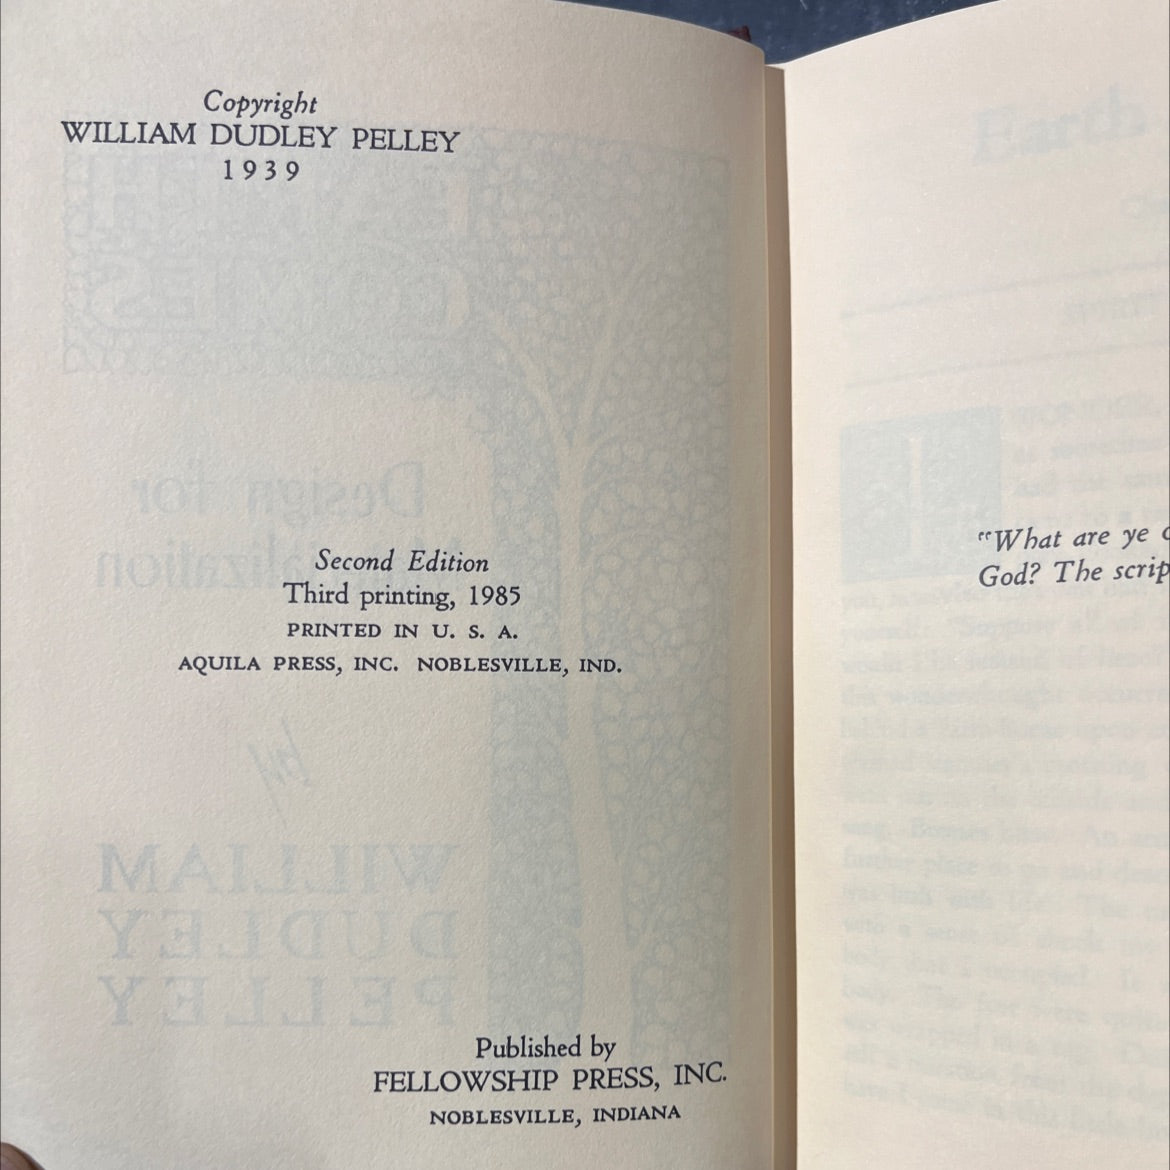 Copyright
WILLIAM DUDLEY PELLEY
1939
Second Edition
Third printing, 1985
PRINTED IN U. S. A.
AQUILA PRESS, INC. NOBLESVILLE, IND.
Published by
FELLOWSHIP PRESS, INC.
NOBLESVILLE, INDIANA
"What are ye
God? The scrip